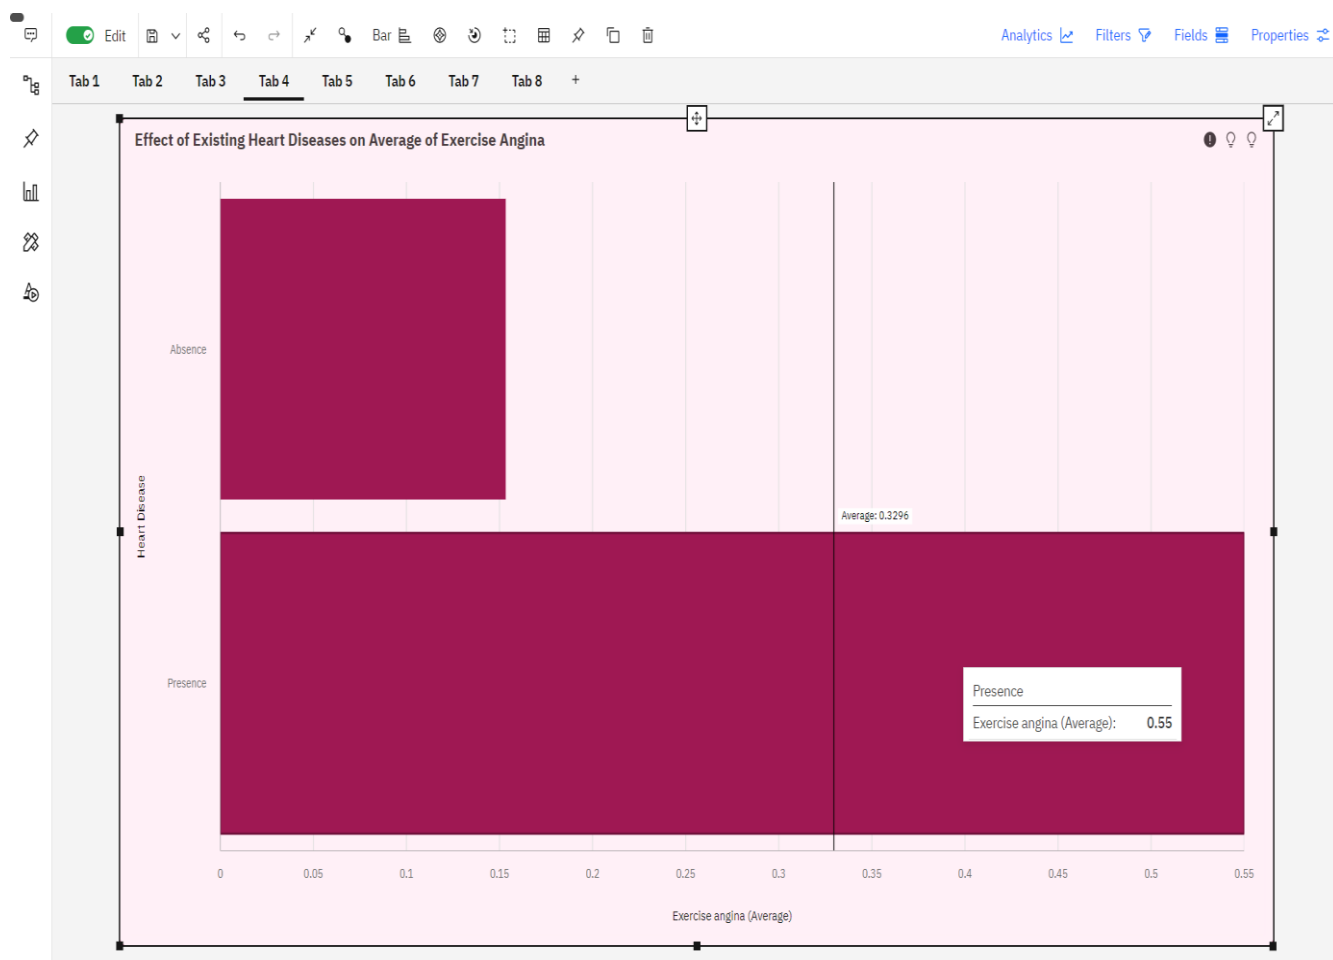 Edit
Bar
Analytics
Filters
Fields
Properties
Tab 1 Tab 2 Tab 3 Tab 4 Tab 5 Tab 6 Tab 7 Tab 8 +
Effect of Existing Heart Diseases on Average of Exercise Angina
Absence
Heart Disease
Average: 0.3296
Presence
Presence
Exercise angina (Average): 0.55
0 0.05 0.1 0.15 0.2 0.25 0.3 0.35 0.4 0.45 0.5 0.55
Exercise angina (Average)